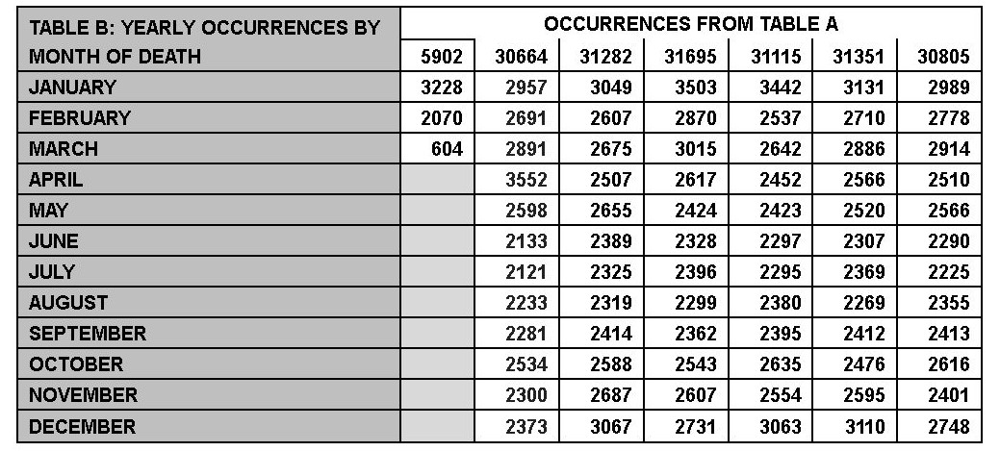 TABLE B: YEARLY OCCURRENCES BY MONTH OF DEATH OCCURRENCES FROM TABLE A
5902 30664 31282 31695 31115 31351 30805
JANUARY 3228 2957 3049 3503 3442 3131 2989
FEBRUARY 2070 2691 2607 2870 2537 2710 2778
MARCH 604 2891 2675 3015 2642 2886 2914
APRIL 3552 2507 2617 2452 2566 2510
MAY 2598 2655 2424 2423 2520 2566
JUNE 2133 2389 2328 2297 2307 2290
JULY 2121 2325 2396 2295 2369 2225
AUGUST 2233 2319 2299 2380 2269 2355
SEPTEMBER 2281 2414 2362 2395 2412 2413
OCTOBER 2534 2588 2543 2635 2476 2616
NOVEMBER 2300 2687 2607 2554 2595 2401
DECEMBER 2373 3067 2731 3063 3110 2748